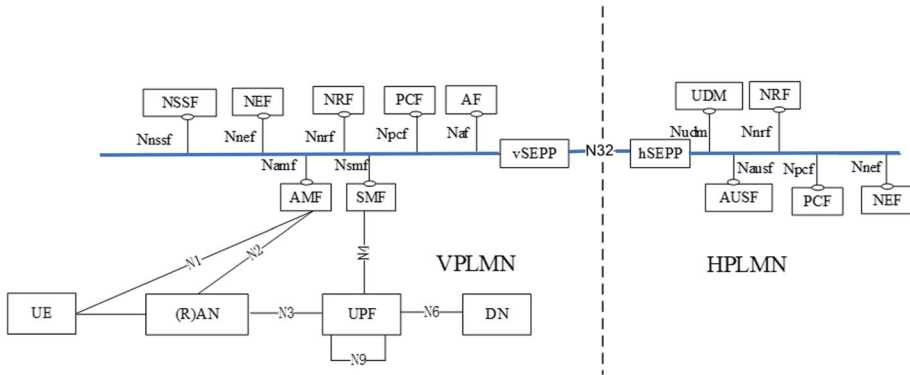 NSSF
NEF
NRF
PCF
AF
UDM
NRF
Nnssf
Nnef
Nnrf
Npcf
Naf
Nudm
Nnrf
vSEPP
N32
hSEPP
Namf
Nsmf
Nausf
Npcf
Nnef
AMF
SMF
AUSF
PCF
NEF
N1
N2
N4
VPLMN
HPLMN
UE
(R)AN
N3
UPF
N6
DN
N9